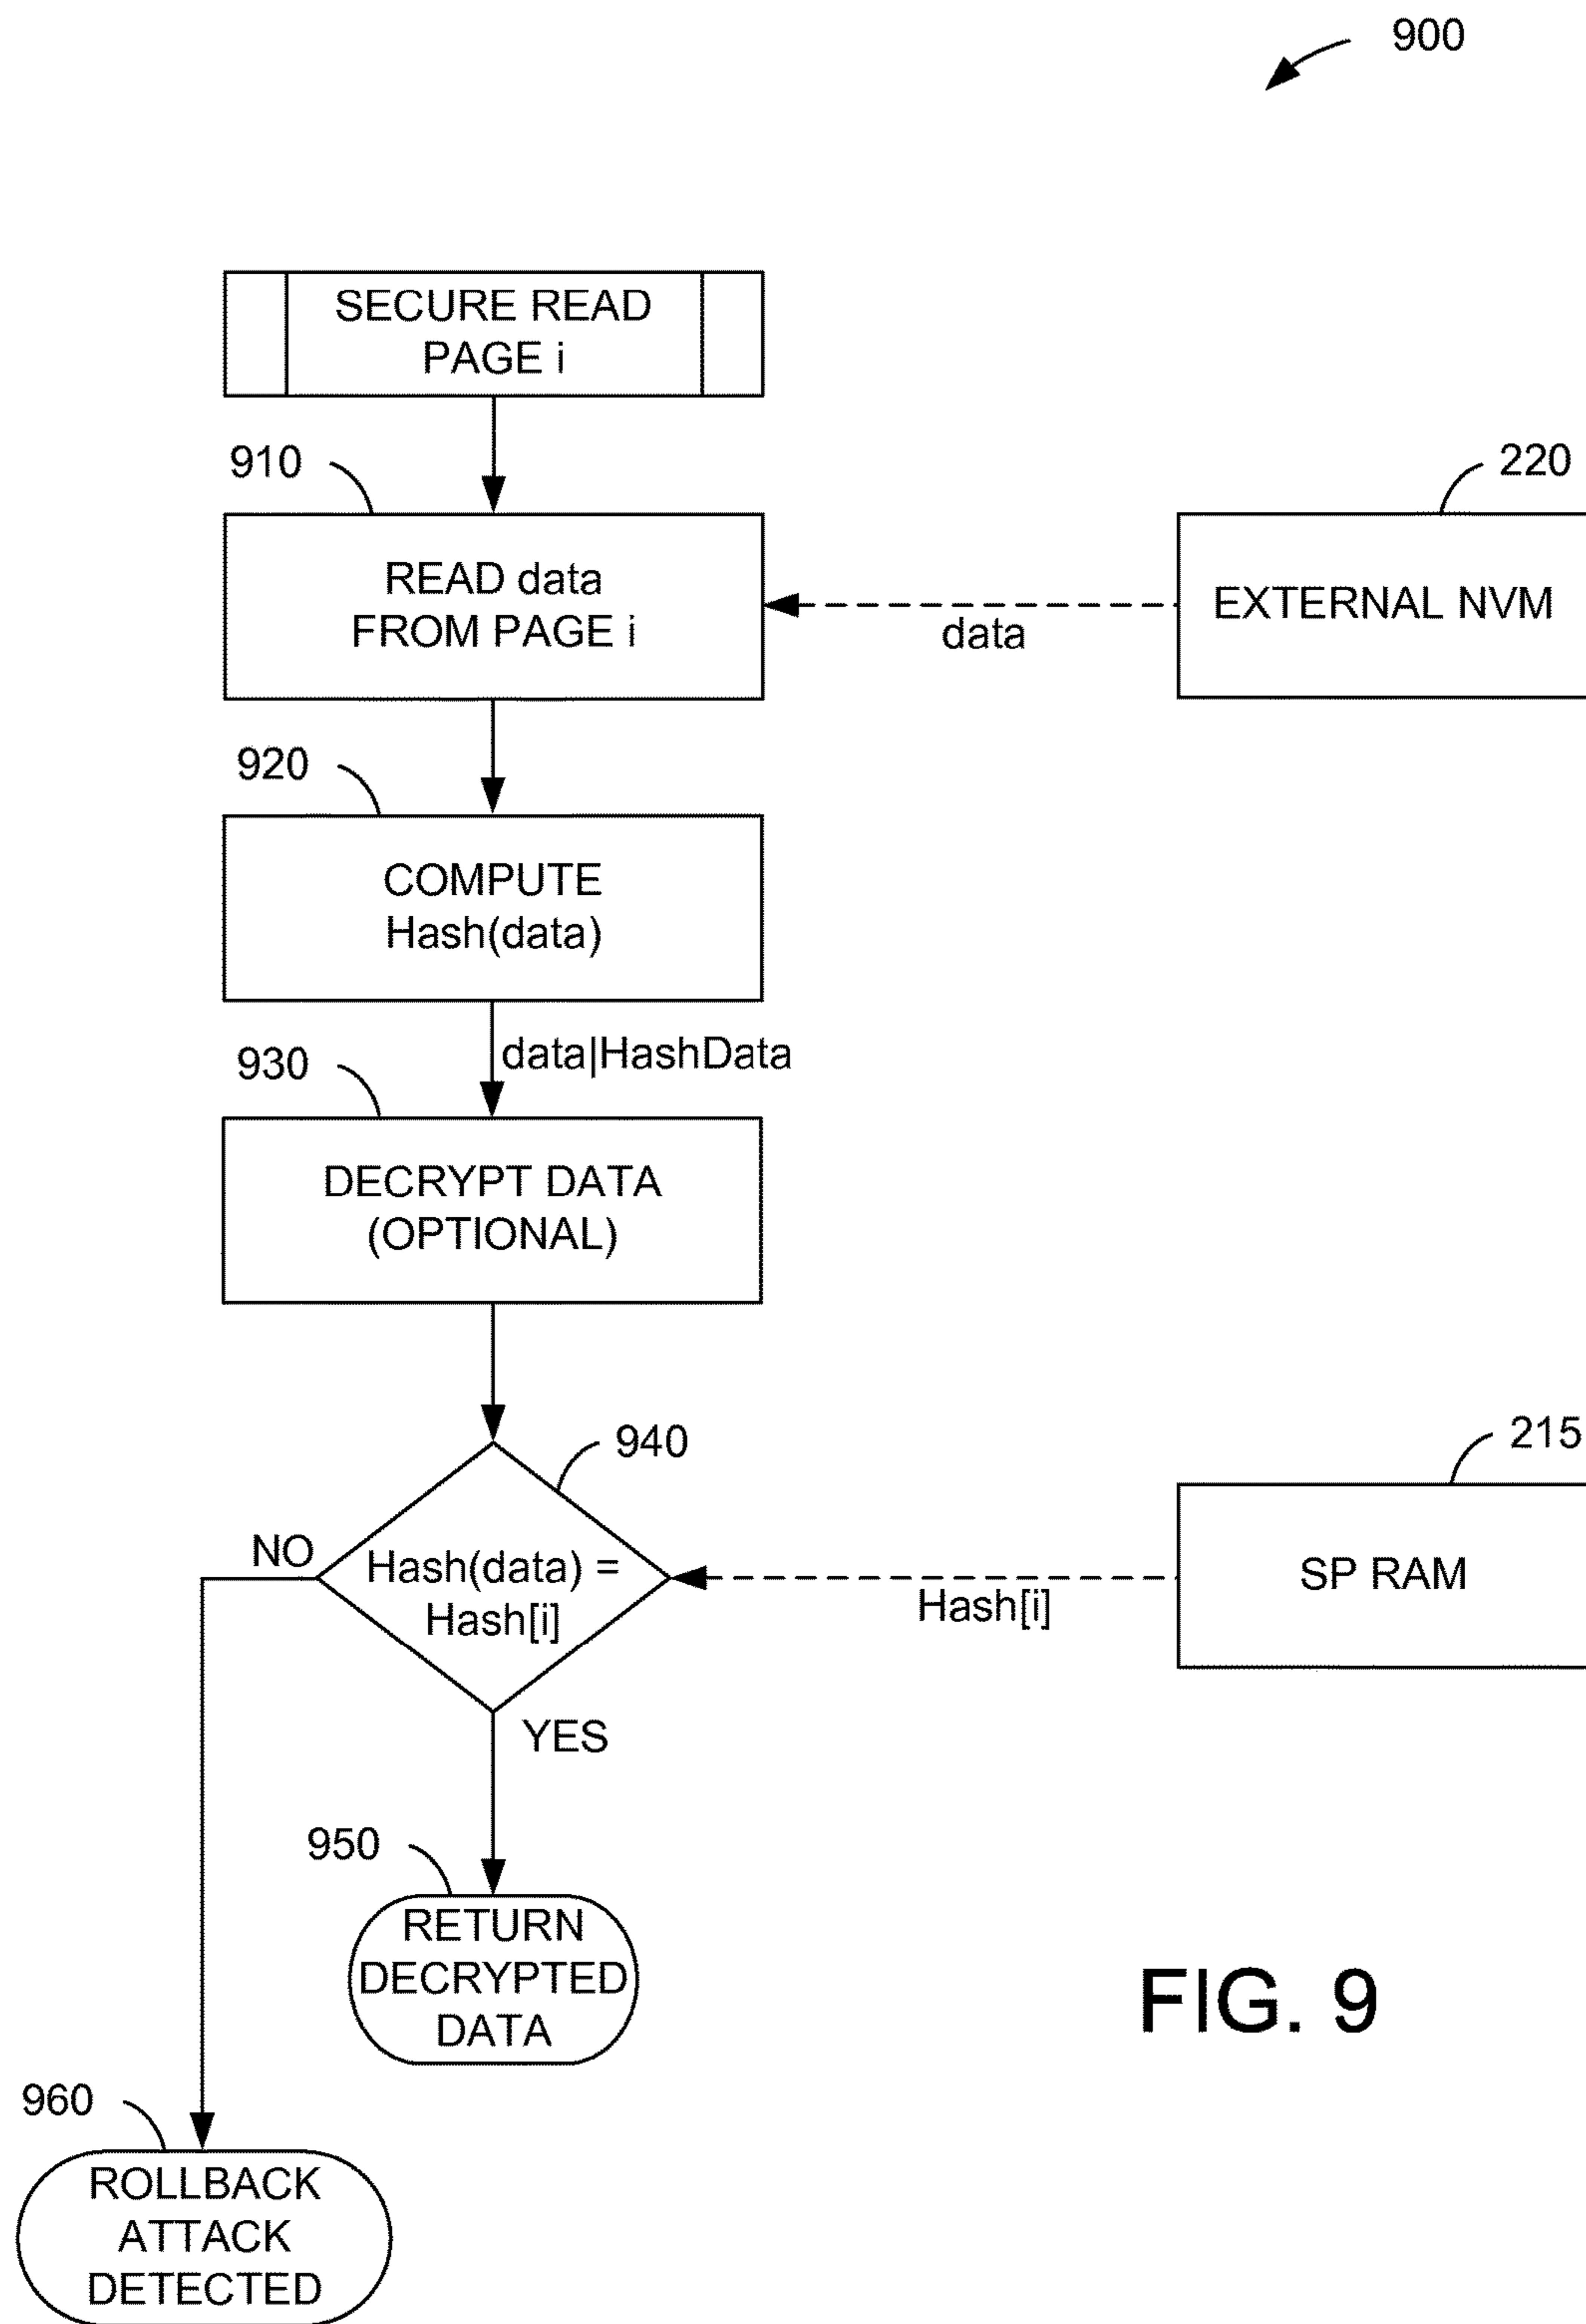 900
SECURE READ
PAGE i
910
220
READ data
FROM PAGE i
data
EXTERNAL NVM
920
COMPUTE
Hash(data)
data|HashData
930
DECRYPT DATA
(OPTIONAL)
940
215
NO
Hash(data) =
Hash[i]
Hash[i]
SP RAM
YES
950
RETURN
DECRYPTED
DATA
FIG. 9
960
ROLLBACK
ATTACK
DETECTED